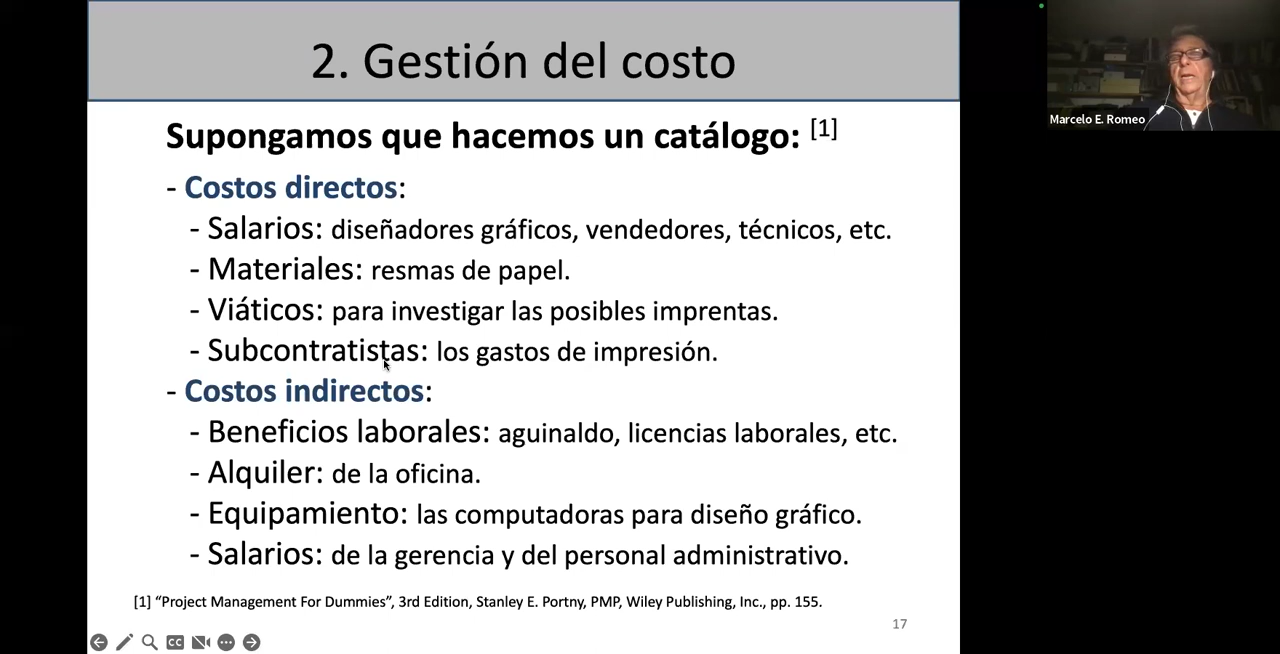 2. Gestión del costo
Supongamos que hacemos un catálogo: [1]
- Costos directos:
- Salarios: diseñadores gráficos, vendedores, técnicos, etc.
- Materiales: resmas de papel.
- Viáticos: para investigar las posibles imprentas.
- Subcontratistas: los gastos de impresión.
- Costos indirectos:
- Beneficios laborales: aguinaldo, licencias laborales, etc.
- Alquiler: de la oficina.
- Equipamiento: las computadoras para diseño gráfico.
- Salarios: de la gerencia y del personal administrativo.
[1] “Project Management For Dummies”, 3rd Edition, Stanley E. Portny, PMP, Wiley Publishing, Inc., pp. 155.
17
CC
Marcelo E. Romeo